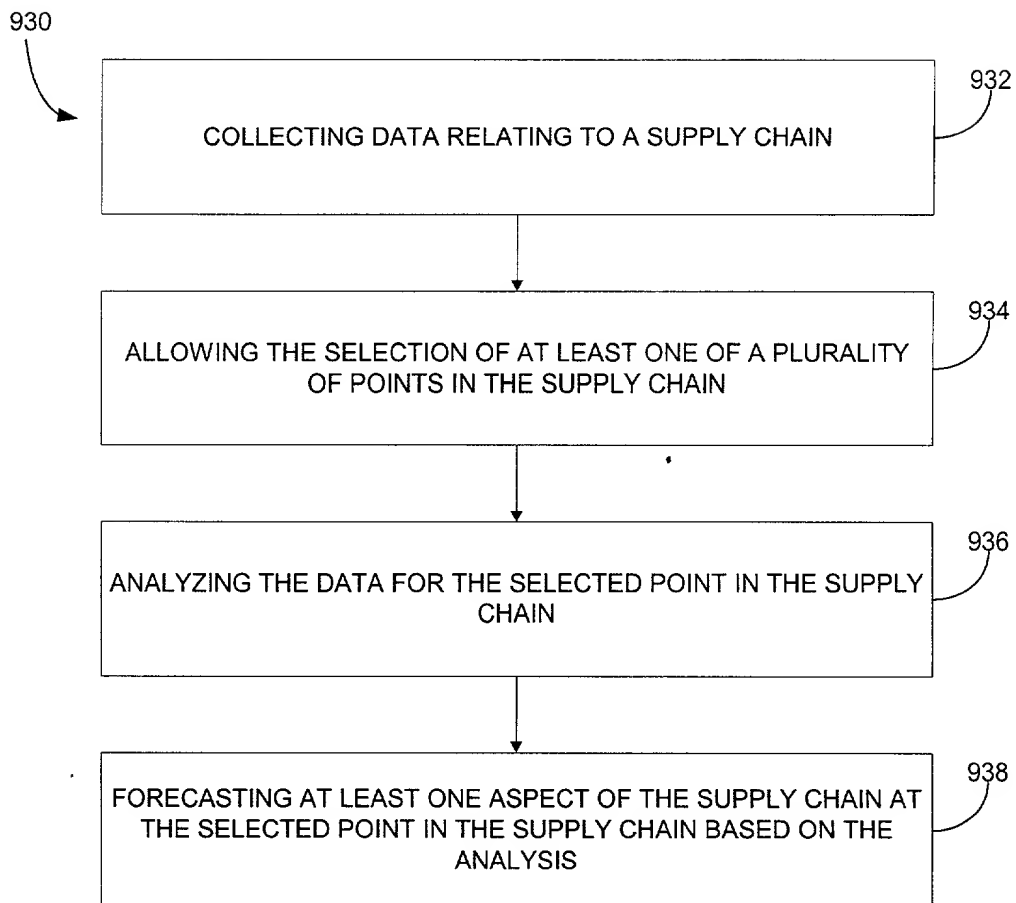 930
932
COLLECTING DATA RELATING TO A SUPPLY CHAIN
934
ALLOWING THE SELECTION OF AT LEAST ONE OF A PLURALITY
OF POINTS IN THE SUPPLY CHAIN
936
ANALYZING THE DATA FOR THE SELECTED POINT IN THE SUPPLY
CHAIN
938
FORECASTING AT LEAST ONE ASPECT OF THE SUPPLY CHAIN AT
THE SELECTED POINT IN THE SUPPLY CHAIN BASED ON THE
ANALYSIS